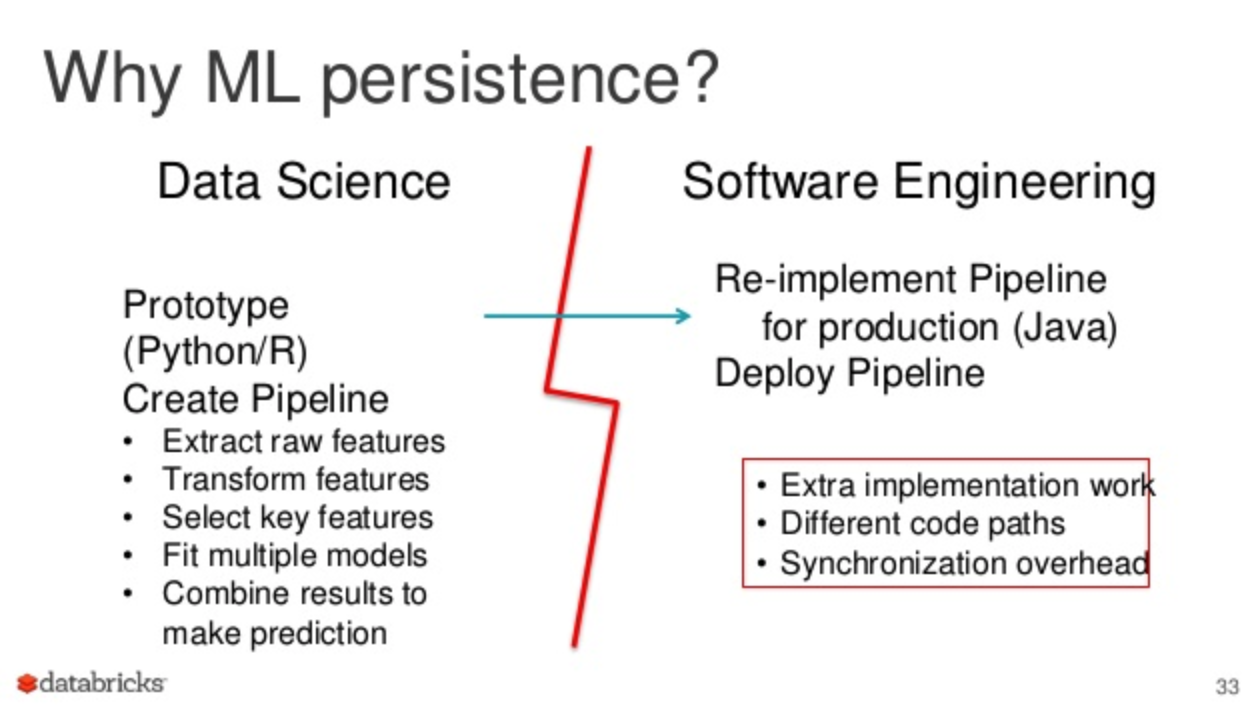 Why ML persistence?
Data Science
Prototype
(Python/R)
Create Pipeline
• Extract raw features
• Transform features
• Select key features
• Fit multiple models
• Combine results to
make prediction
Software Engineering
Re-implement Pipeline
for production (Java)
Deploy Pipeline
• Extra implementation work
• Different code paths
• Synchronization overhead
databricks
33